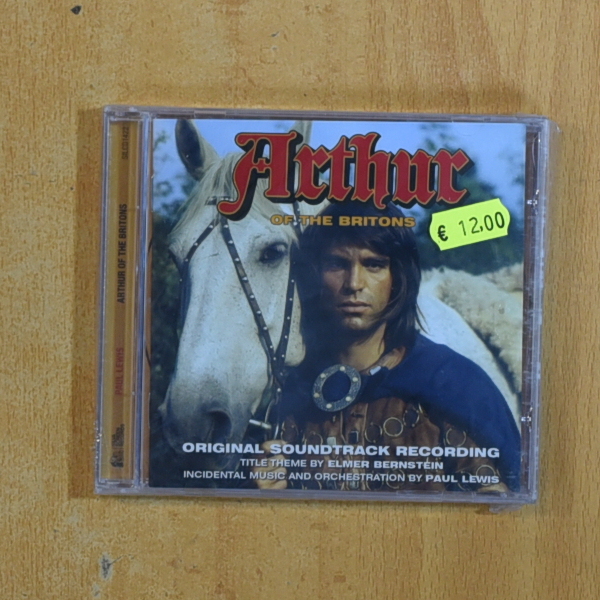 Arthur
OF THE BRITONS
€ 12,00
ORIGINAL SOUNDTRACK RECORDING
TITLE THEME BY ELMER BERNSTEIN
INCIDENTAL MUSIC AND ORCHESTRATION BY PAUL LEWIS
PAUL LEWIS
ARTHUR OF THE BRITONS